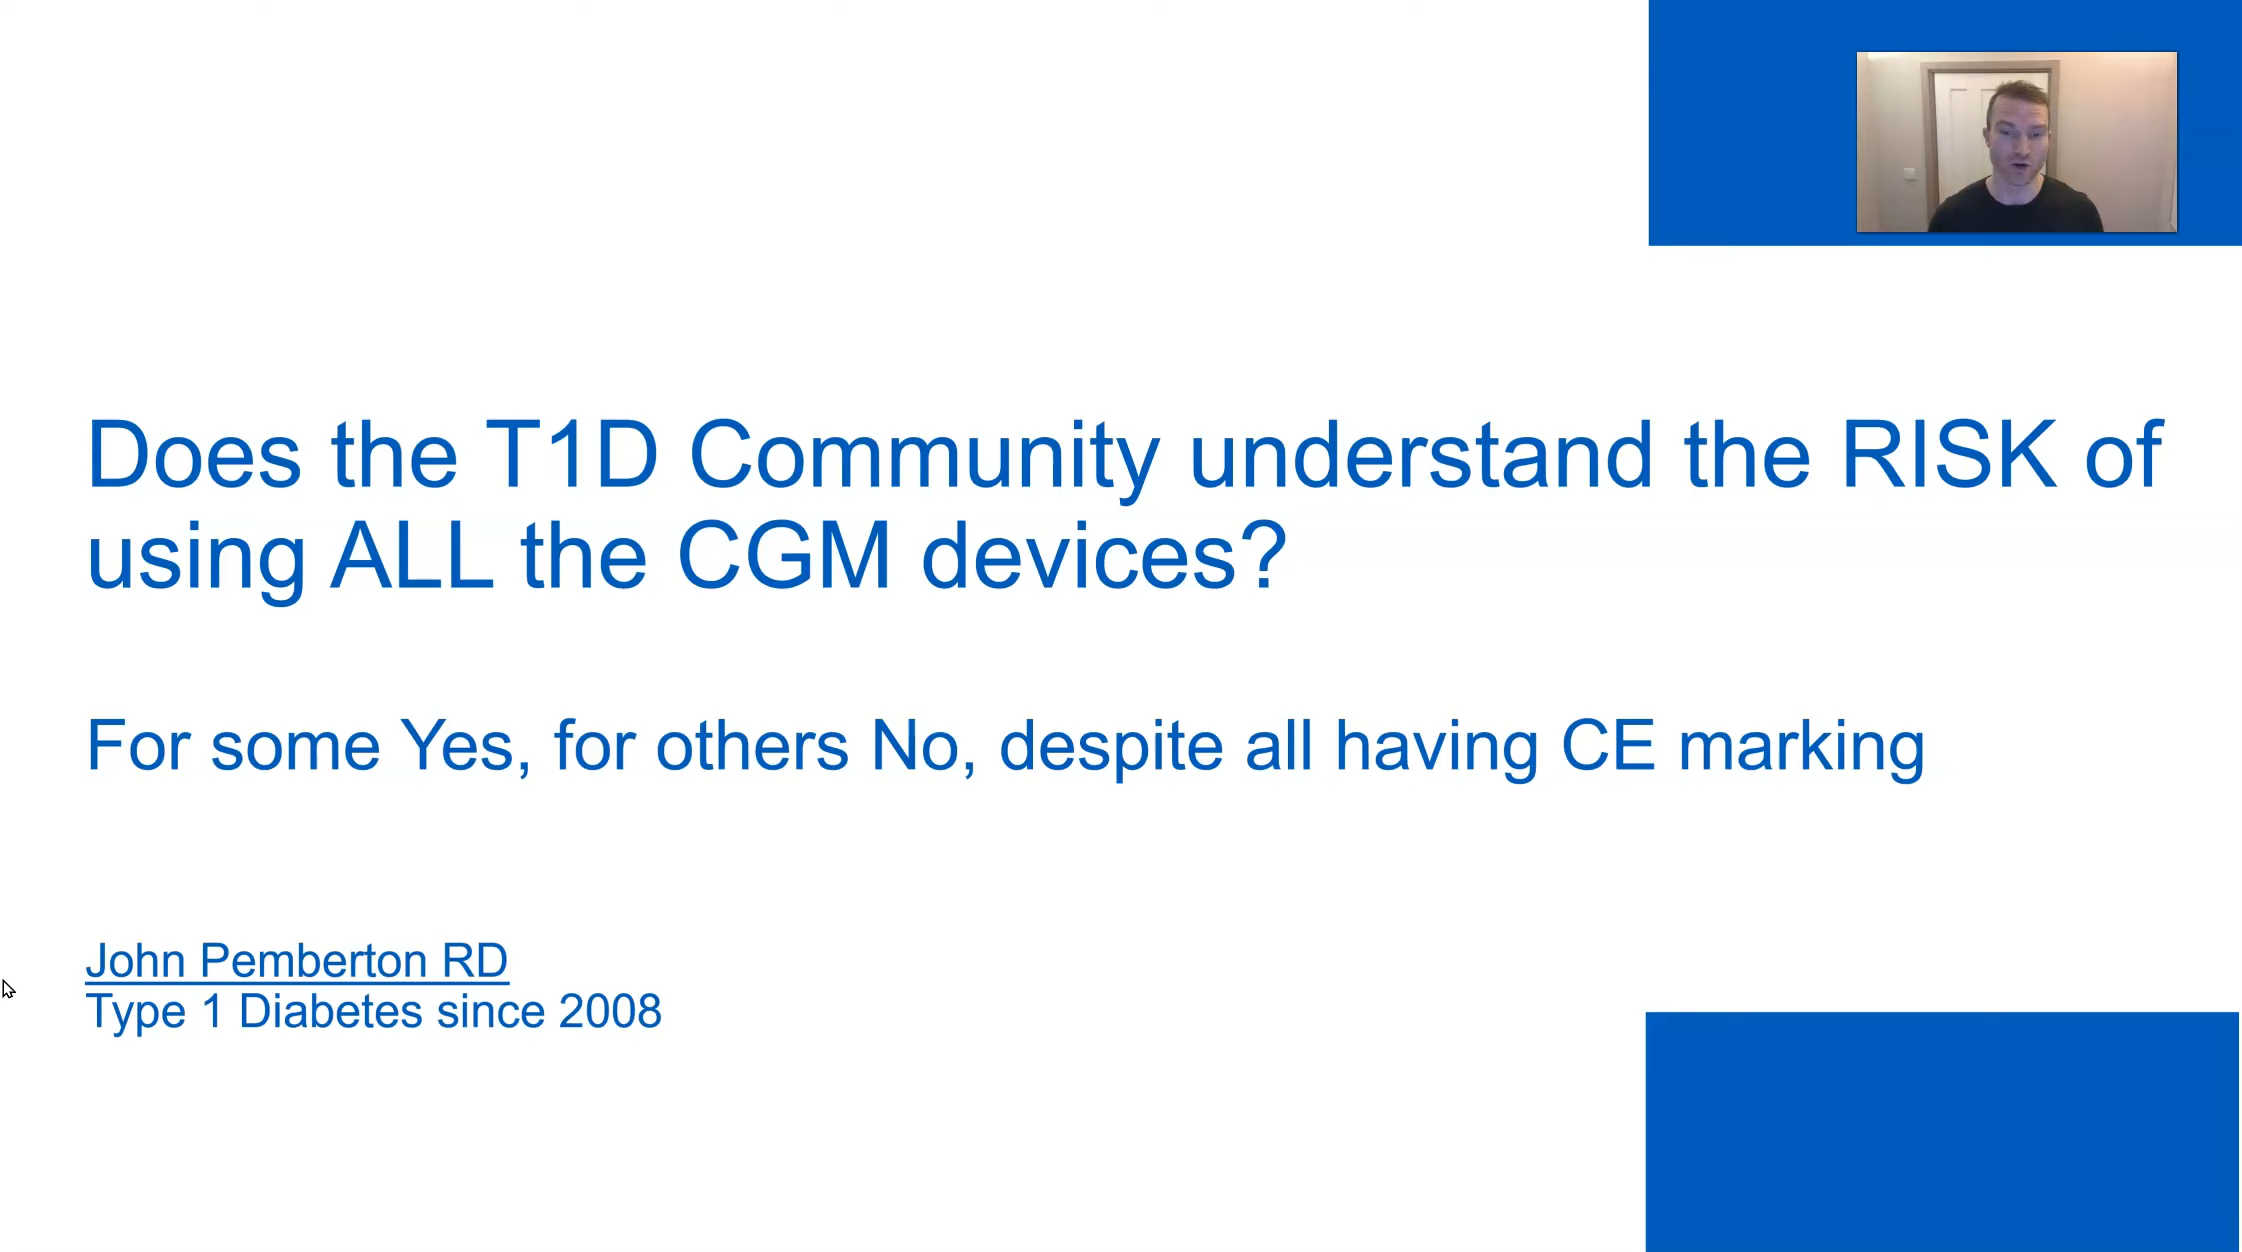 Does the T1D Community understand the RISK of
using ALL the CGM devices?
For some Yes, for others No, despite all having CE marking
John Pemberton RD
Type 1 Diabetes since 2008